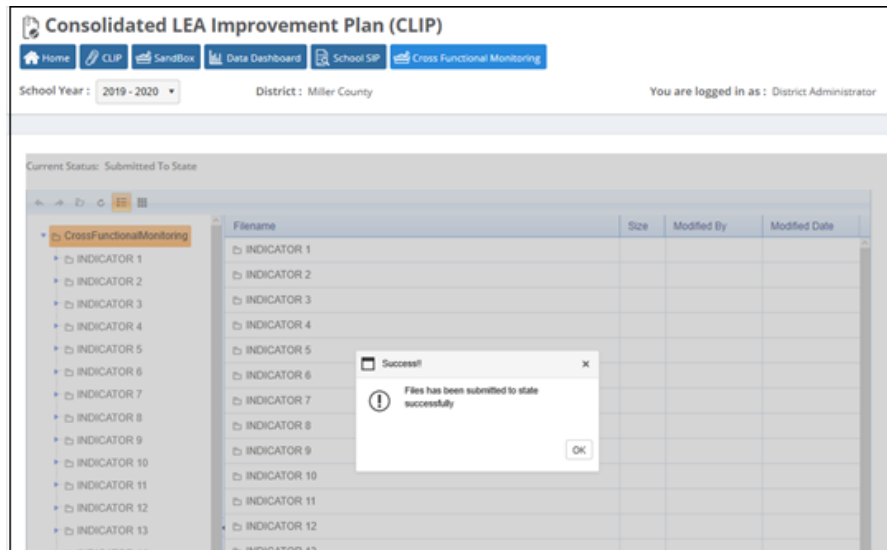 Consolidated LEA Improvement Plan (CLIP)
Home CLIP SandBox Data Dashboard School SIP Cross Functional Monitoring
School Year : 2019 - 2020 District : Miller County You are logged in as : District Administrator
Current Status: Submitted To State
Filename Size Modified By Modified Date
CrossFunctionalMonitoring
INDICATOR 1
INDICATOR 2
INDICATOR 3
INDICATOR 4
INDICATOR 5
INDICATOR 6
INDICATOR 7
INDICATOR 8
INDICATOR 9
INDICATOR 10
INDICATOR 11
INDICATOR 12
INDICATOR 13
INDICATOR 1
INDICATOR 2
INDICATOR 3
INDICATOR 4
INDICATOR 5
INDICATOR 6
INDICATOR 7
INDICATOR 8
INDICATOR 9
INDICATOR 10
INDICATOR 11
INDICATOR 12
Success!!
Files has been submitted to state
successfully
OK